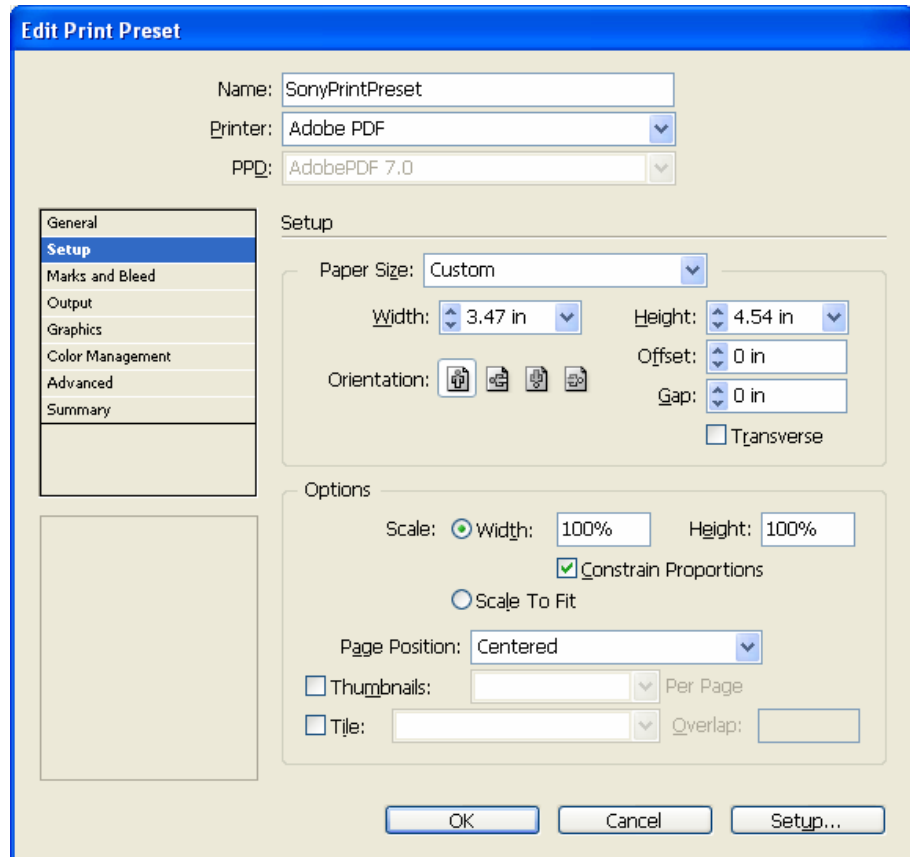 Edit Print Preset
Name: SonyPrintPreset
Printer: Adobe PDF
PPD: AdobePDF 7.0
General
Setup
Marks and Bleed
Output
Graphics
Color Management
Advanced
Summary
Setup
Paper Size: Custom
Width: 3.47 in Height: 4.54 in
Orientation: Offset: 0 in
Gap: 0 in
Transverse
Options
Scale: Width: 100% Height: 100%
Constrain Proportions
Scale To Fit
Page Position: Centered
Thumbnails: Per Page
Tile: Overlap:
OK Cancel Setup...